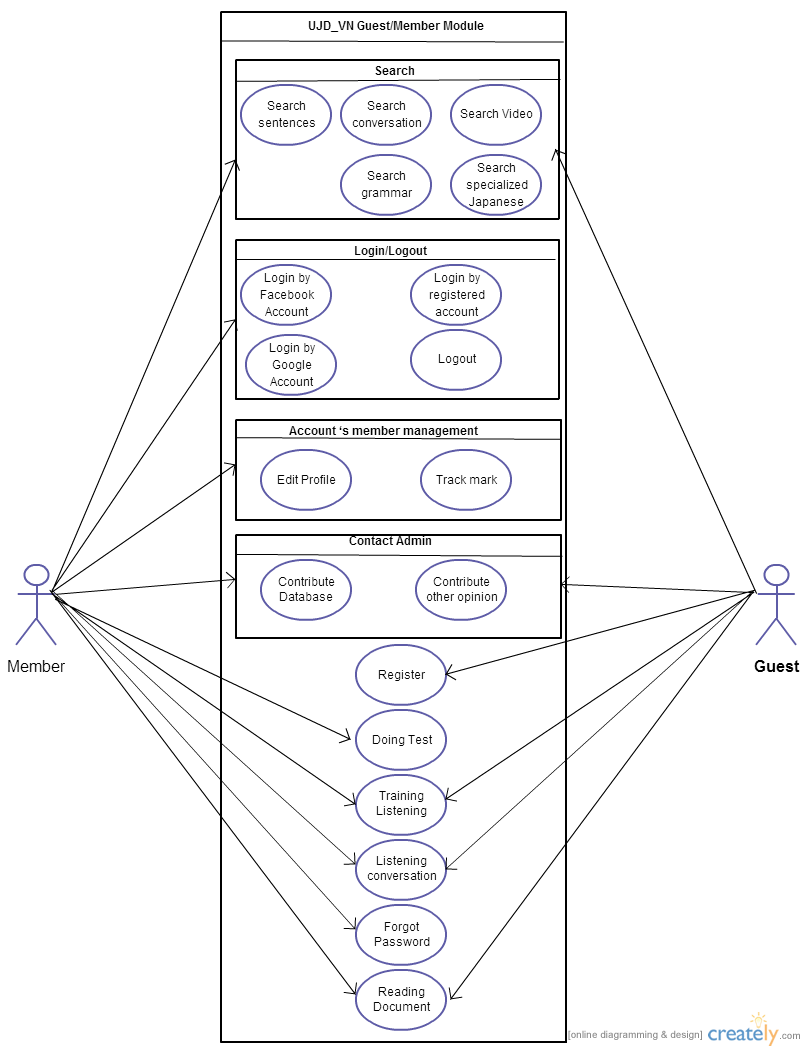 UJD_VN Guest/Member Module
Search
Search
sentences
Search
conversation
Search Video
Search
grammar
Search
specialized
Japanese
Login/Logout
Login by
Facebook
Account
Login by
registered
account
Login by
Google
Account
Logout
Account ‘s member management
Edit Profile
Track mark
Contact Admin
Contribute
Database
Contribute
other opinion
Member
Guest
Register
Doing Test
Training
Listening
Listening
conversation
Forgot
Password
Reading
Document
[online diagramming & design] creately.com